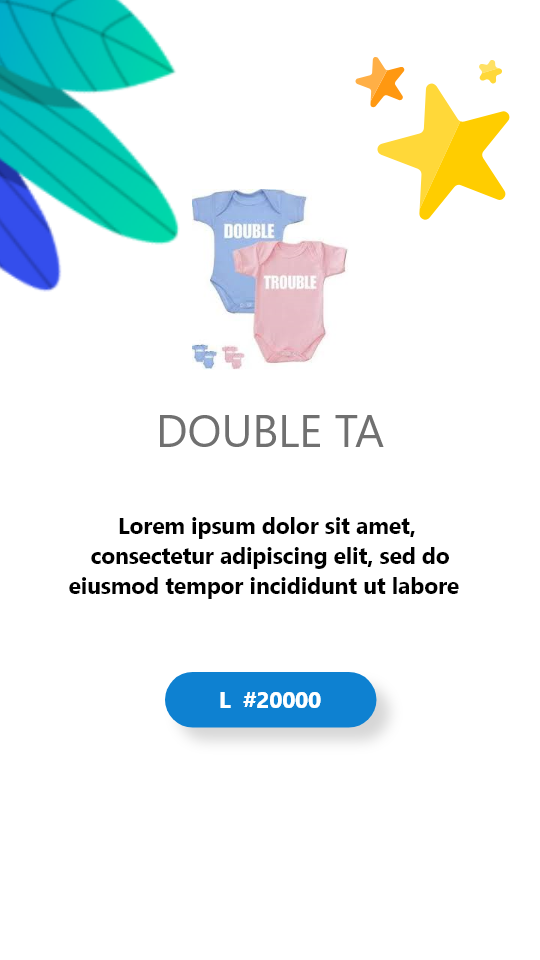 DOUBLE
TROUBLE
DOUBLE TA
Lorem ipsum dolor sit amet,
consectetur adipiscing elit, sed do
eiusmod tempor incididunt ut labore
L #20000